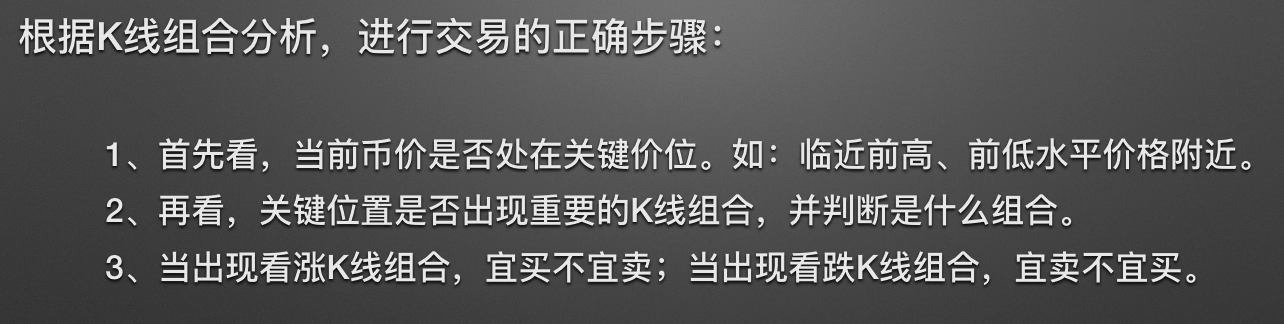 根据K线组合分析，进行交易的正确步骤：
1、首先看，当前币价是否处在关键价位。如：临近前高、前低水平价格附近。
2、再看，关键位置是否出现重要的K线组合，并判断是什么组合。
3、当出现看涨K线组合，宜买不宜卖；当出现看跌K线组合，宜卖不宜买。